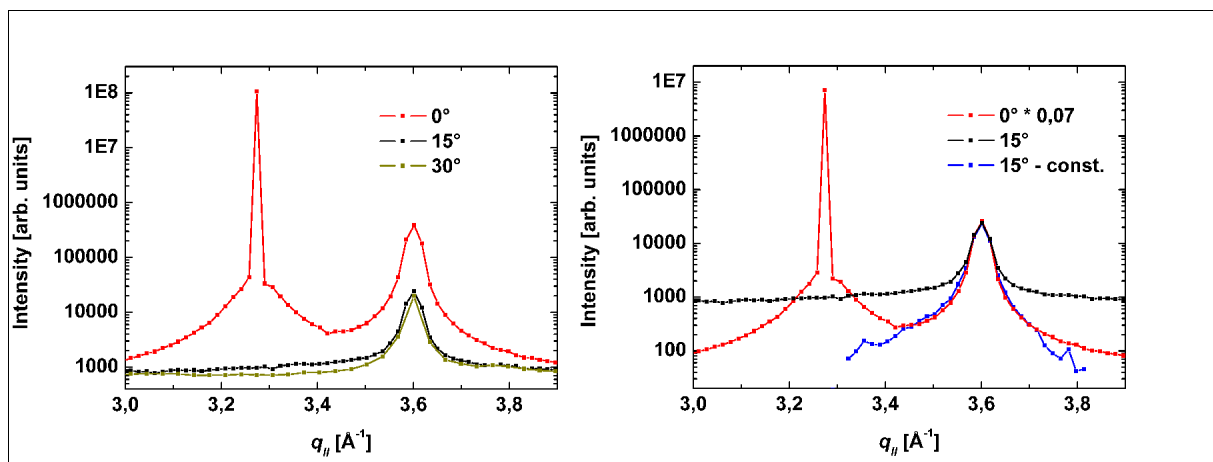 1E8
1E7
1000000
100000
10000
1000
3,0
3,2
3,4
3,6
3,8
Intensity [arb. units]
q// [Å-1]
0°
15°
30°
1E7
1000000
100000
10000
1000
100
3,0
3,2
3,4
3,6
3,8
Intensity [arb. units]
q// [Å-1]
0° * 0,07
15°
15° - const.